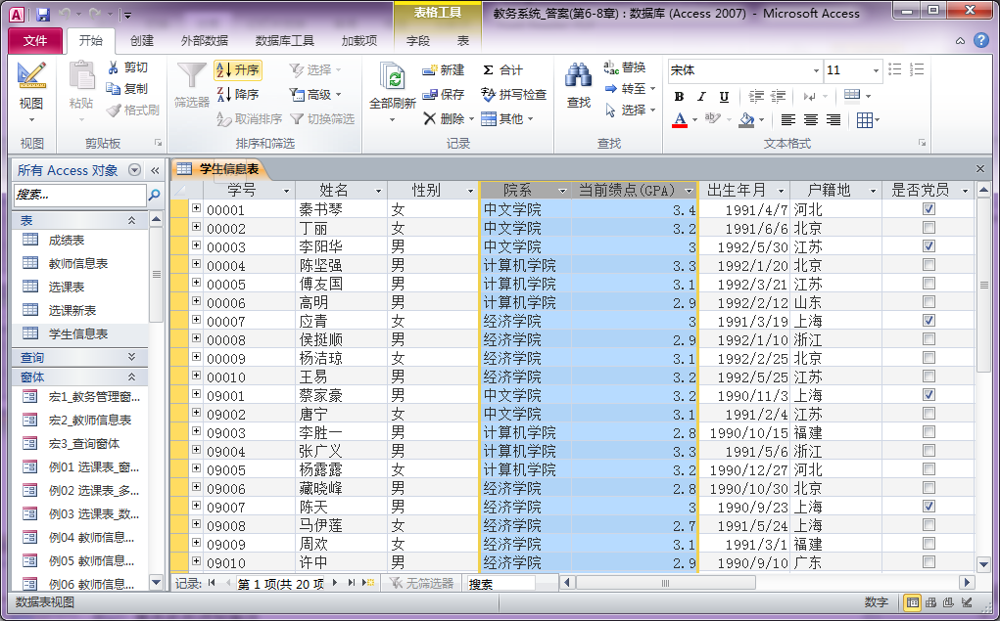 表格工具
教务系统_答案(第6-8章) : 数据库 (Access 2007) - Microsoft Access
文件 开始 创建 外部数据 数据库工具 加载项 字段 表
视图
粘贴 剪切
复制
格式刷
筛选器 升序 选择
降序 高级
取消排序 切换筛选
全部刷新 新建 合计
保存 拼写检查
删除 其他
查找 替换
转至
选择
宋体 11
B I U
A ab
视图 剪贴板 排序和筛选 记录 查找 文本格式
所有 Access 对象
搜索...
表
成绩表
教师信息表
选课表
选课新表
学生信息表
查询
窗体
宏1_教务管理窗...
宏2_教师信息表
宏3_查询窗体
例01 选课表_窗...
例02 选课表_多...
例03 选课表_数...
例04 教师信息...
例05 教师信息...
例06 教师信息...
学生信息表
学号 姓名 性别 院系 当前绩点(GPA) 出生年月 户籍地 是否党员
00001 秦书琴 女 中文学院 3.4 1991/4/7 河北
00002 丁丽 女 中文学院 3.2 1991/6/6 北京
00003 李阳华 男 中文学院 3 1992/5/30 江苏
00004 陈坚强 男 计算机学院 3.3 1992/1/20 北京
00005 傅友国 男 计算机学院 3.1 1992/3/21 江苏
00006 高明 男 计算机学院 2.9 1992/2/12 山东
00007 应青 女 经济学院 3 1991/3/19 上海
00008 侯挺顺 男 经济学院 2.9 1992/1/10 浙江
00009 杨洁琼 女 经济学院 3.1 1992/2/25 北京
00010 王易 男 经济学院 3.2 1992/5/25 江苏
09001 蔡家豪 男 中文学院 3.2 1990/11/3 上海
09002 唐宁 女 中文学院 3.1 1991/2/4 江苏
09003 李胜一 男 计算机学院 2.8 1990/10/15 福建
09004 张广义 男 计算机学院 3.3 1991/5/6 浙江
09005 杨露露 女 计算机学院 3.2 1990/12/27 河北
09006 藏晓峰 男 经济学院 2.8 1990/10/30 北京
09007 陈天 男 经济学院 3 1990/9/23 上海
09008 马伊莲 女 经济学院 2.7 1991/5/24 上海
09009 周欢 女 经济学院 3.1 1991/3/1 福建
09010 许中 男 经济学院 2.9 1990/9/10 广东
记录: 第 1 项(共 20 项 无筛选器 搜索
数据表视图 数字